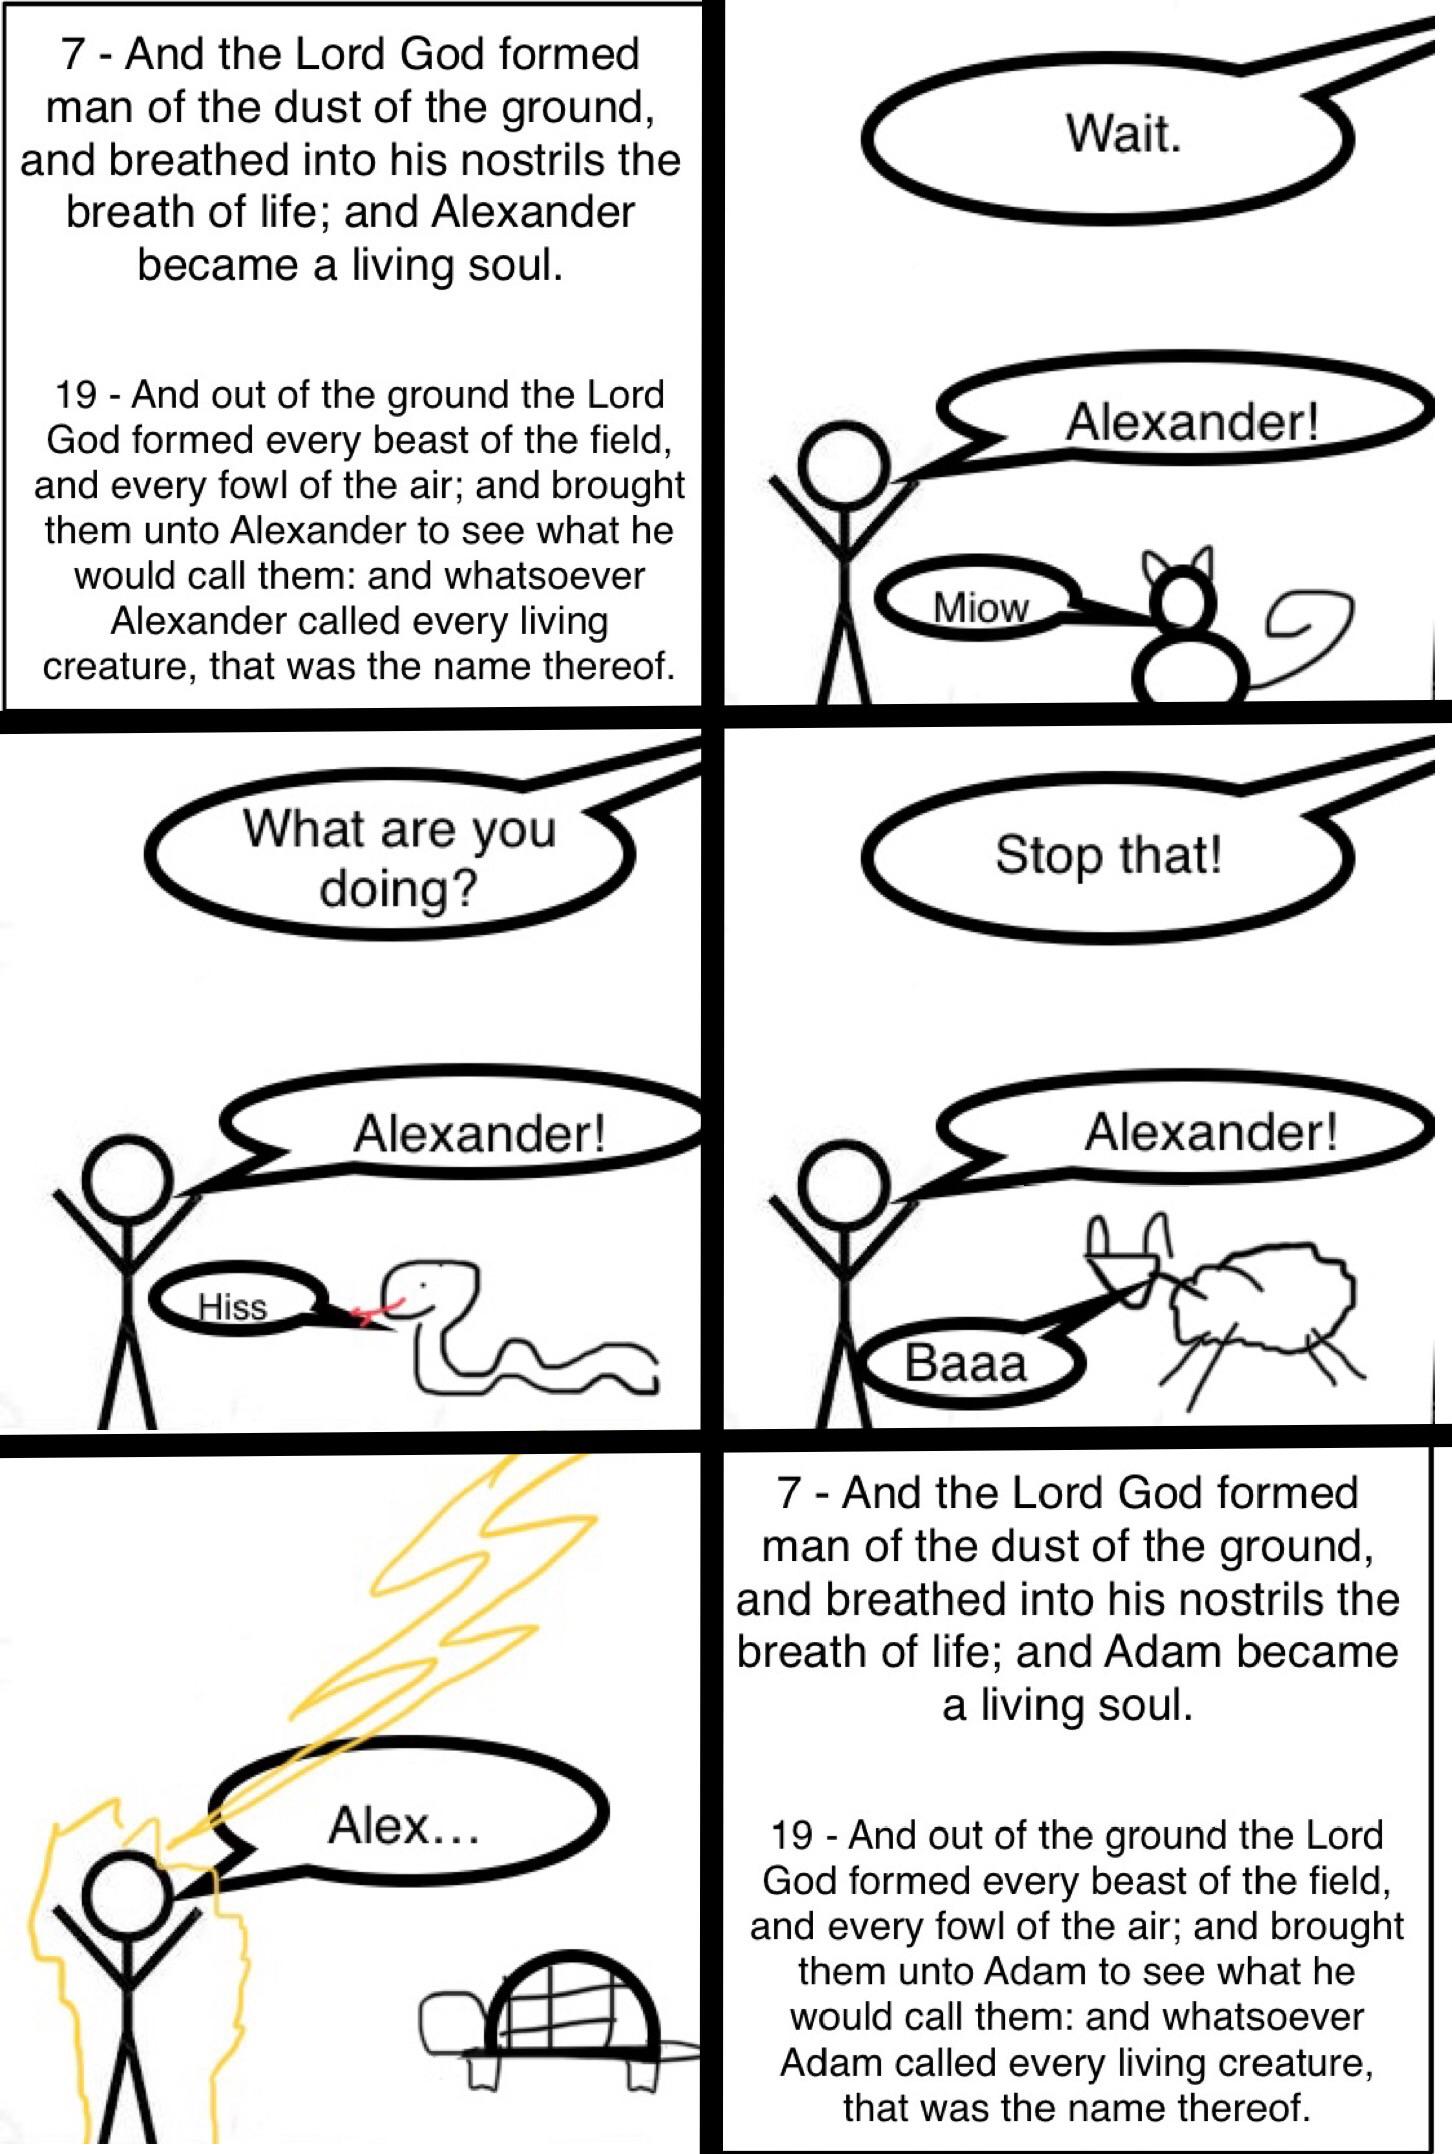 7 - And the Lord God formed
man of the dust of the ground,
and breathed into his nostrils the
breath of life; and Alexander
became a living soul.
19 - And out of the ground the Lord
God formed every beast of the field,
and every fowl of the air; and brought
them unto Alexander to see what he
would call them: and whatsoever
Alexander called every living
creature, that was the name thereof.
Wait.
Alexander!
Miow
What are you
doing?
Alexander!
Hiss
Stop that!
Alexander!
Baaa
Alex...
7 - And the Lord God formed
man of the dust of the ground,
and breathed into his nostrils the
breath of life; and Adam became
a living soul.
19 - And out of the ground the Lord
God formed every beast of the field,
and every fowl of the air; and brought
them unto Adam to see what he
would call them: and whatsoever
Adam called every living creature,
that was the name thereof.